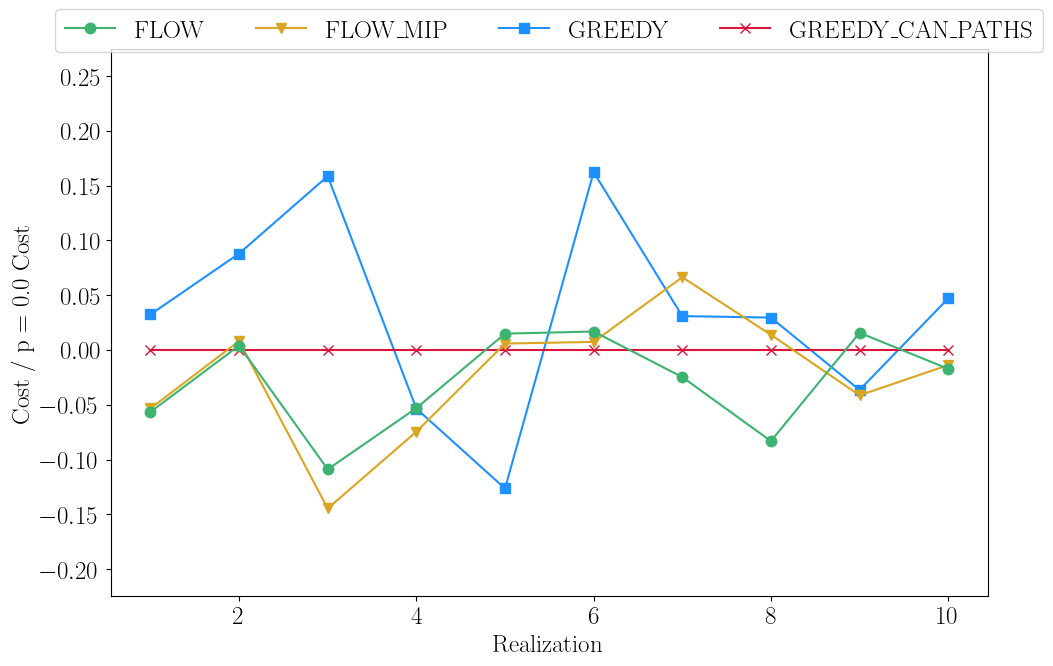 FLOW FLOW_MIP GREEDY GREEDY_CAN_PATHS
Cost / p = 0.0 Cost
0.25
0.20
0.15
0.10
0.05
0.00
−0.05
−0.10
−0.15
−0.20
2 4 6 8 10
Realization